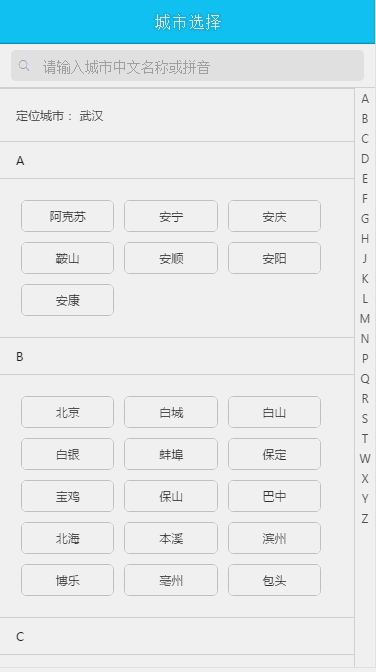 城市选择
请输入城市中文名称或拼音
定位城市： 武汉
A
阿克苏 安宁 安庆
鞍山 安顺 安阳
安康
B
北京 白城 白山
白银 蚌埠 保定
宝鸡 保山 巴中
北海 本溪 滨州
博乐 亳州 包头
C
A
B
C
D
E
F
G
H
J
K
L
M
N
P
Q
R
S
T
W
X
Y
Z